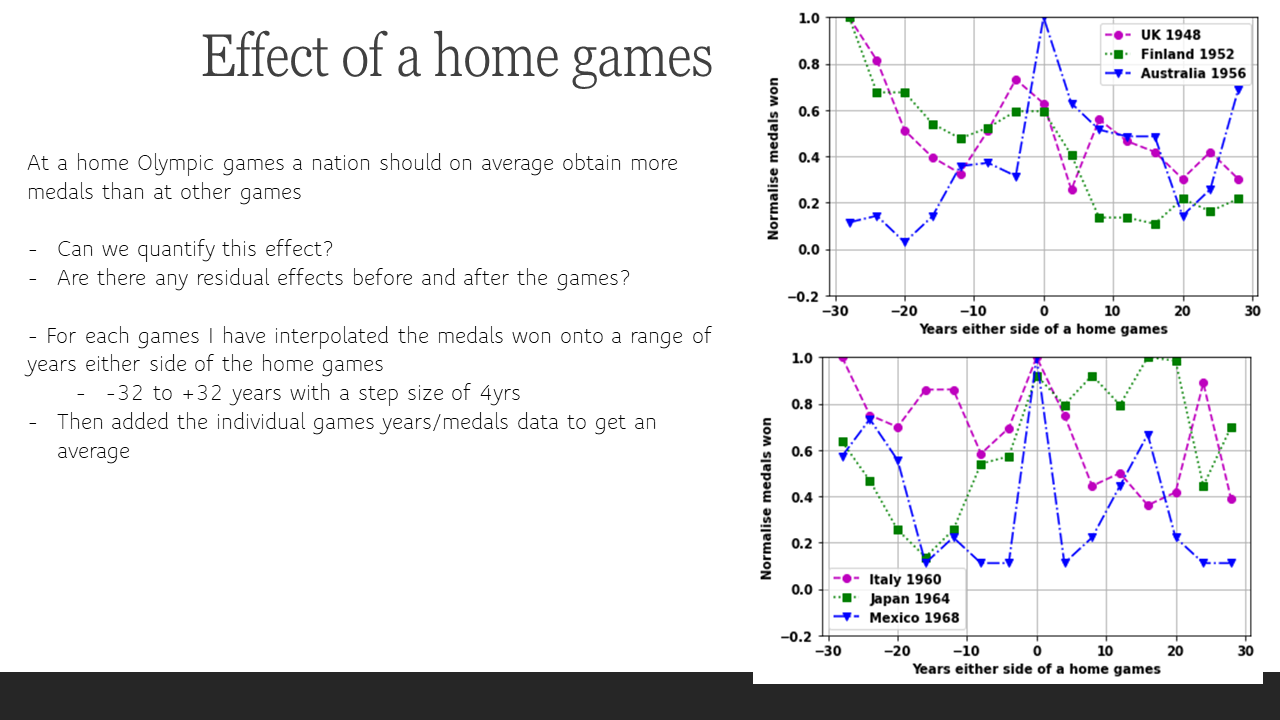 Effect of a home games
At a home Olympic games a nation should on average obtain more
medals than at other games
- Can we quantify this effect?
- Are there any residual effects before and after the games?
- For each games I have interpolated the medals won onto a range of
years either side of the home games
- -32 to +32 years with a step size of 4yrs
- Then added the individual games years/medals data to get an
average
1.0
0.8
0.6
0.4
0.2
0.0
−0.2
Normalise medals won
UK 1948
Finland 1952
Australia 1956
−30 −20 −10 0 10 20 30
Years either side of a home games
1.0
0.8
0.6
0.4
0.2
0.0
−0.2
Normalise medals won
Italy 1960
Japan 1964
Mexico 1968
−30 −20 −10 0 10 20 30
Years either side of a home games